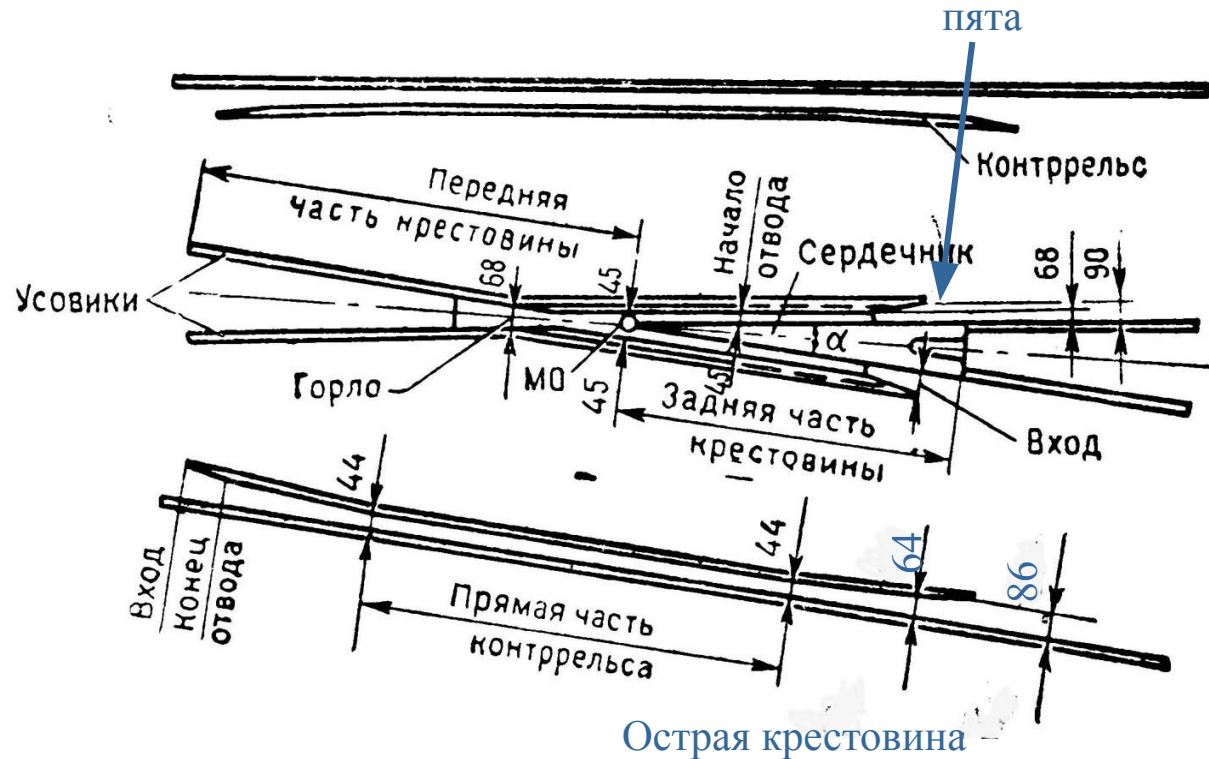 пята
Контррельс
Передняя
часть крестовины
Начало
отвода
Сердечник
68
90
68
45
Усовики
α
Горло
МО
45
45
Задняя часть
крестовины
Вход
44
44
64
86
Вход
Конец
отвода
Прямая часть
контррельса
Острая крестовина